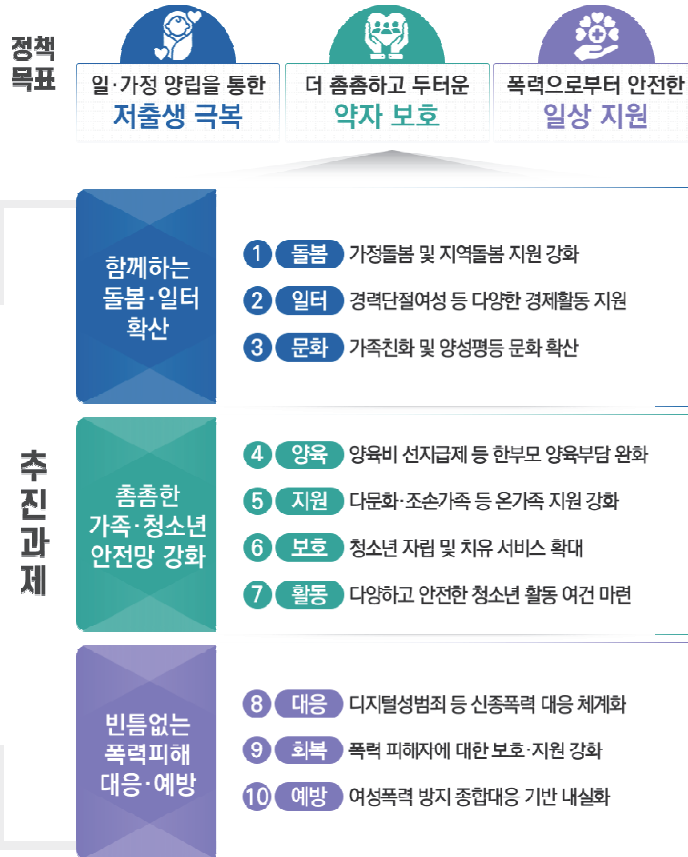 정책
목표
일·가정 양립을 통한
저출생 극복
더 촘촘하고 두터운
약자 보호
폭력으로부터 안전한
일상 지원
추진과제
함께하는
돌봄·일터
확산
1 돌봄 가정돌봄 및 지역돌봄 지원 강화
2 일터 경력단절여성 등 다양한 경제활동 지원
3 문화 가족친화 및 양성평등 문화 확산
촘촘한
가족·청소년
안전망 강화
4 양육 양육비 선지급제 등 한부모 양육부담 완화
5 지원 다문화·조손가족 등 온가족 지원 강화
6 보호 청소년 자립 및 치유 서비스 확대
7 활동 다양하고 안전한 청소년 활동 여건 마련
빈틈없는
폭력피해
대응·예방
8 대응 디지털성범죄 등 신종폭력 대응 체계화
9 회복 폭력 피해자에 대한 보호·지원 강화
10 예방 여성폭력 방지 종합대응 기반 내실화